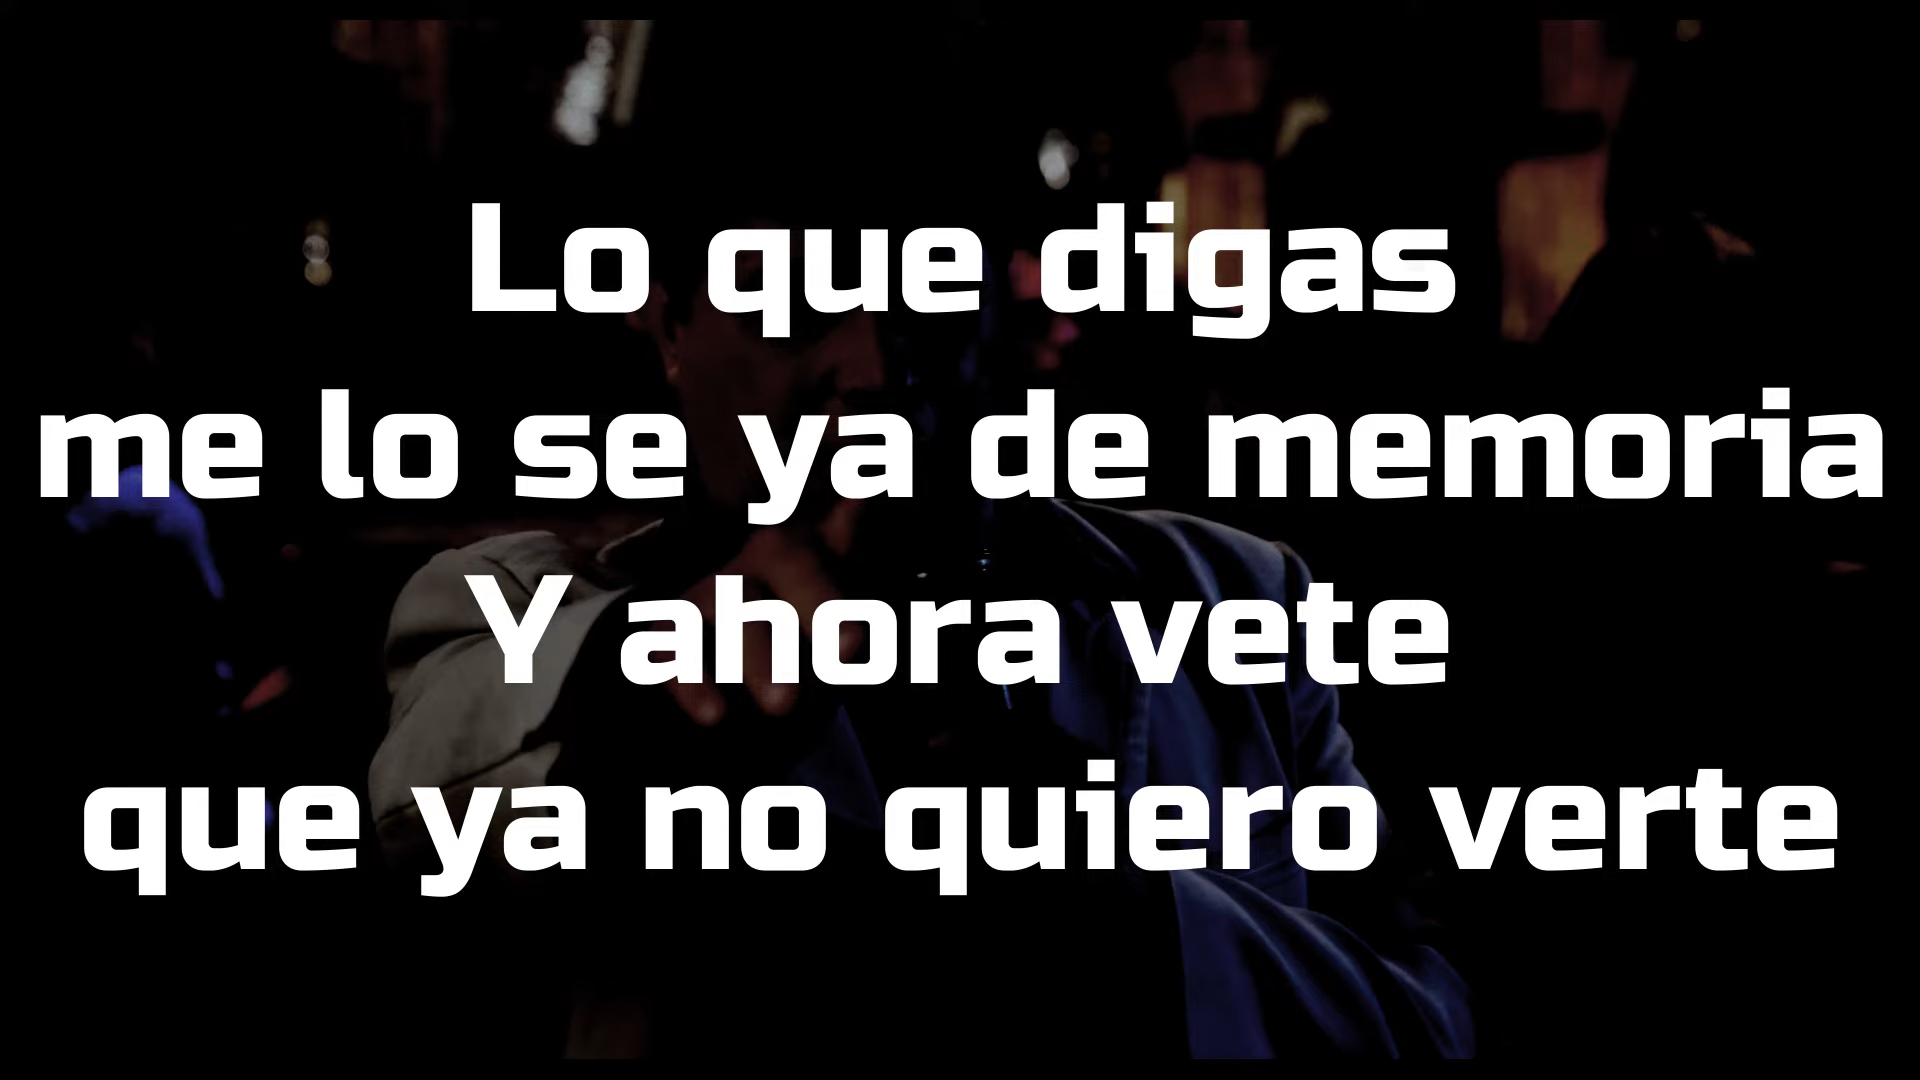 Lo que digas
me lo se ya de memoria
Y ahora vete
que ya no quiero verte